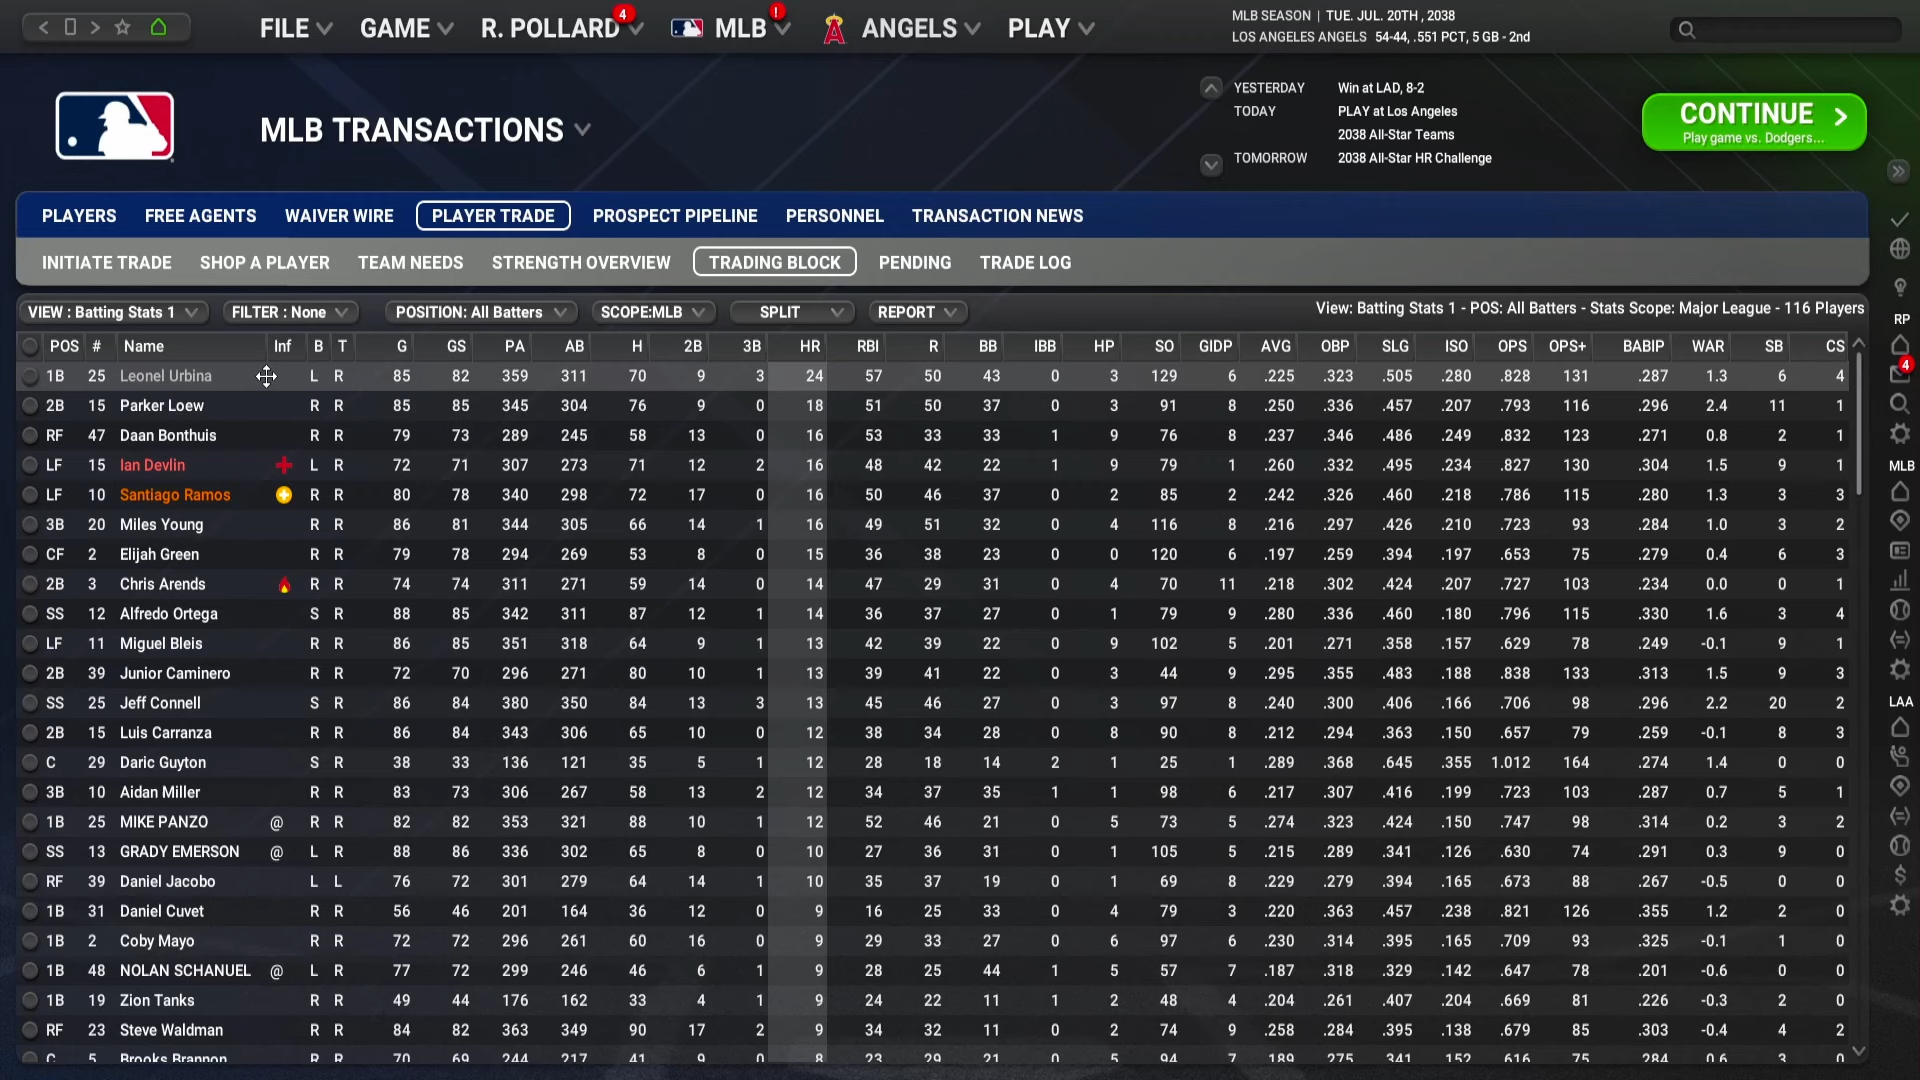 FILE GAME R. POLLARD 4 MLB ! ANGELS PLAY
MLB SEASON | TUE. JUL. 20TH , 2038
LOS ANGELES ANGELS 54-44, .551 PCT, 5 GB - 2nd
MLB TRANSACTIONS
YESTERDAY Win at LAD, 8-2
TODAY PLAY at Los Angeles
2038 All-Star Teams
TOMORROW 2038 All-Star HR Challenge
CONTINUE
Play game vs. Dodgers...
PLAYERS FREE AGENTS WAIVER WIRE PLAYER TRADE PROSPECT PIPELINE PERSONNEL TRANSACTION NEWS
INITIATE TRADE SHOP A PLAYER TEAM NEEDS STRENGTH OVERVIEW TRADING BLOCK PENDING TRADE LOG
VIEW : Batting Stats 1 FILTER : None POSITION: All Batters SCOPE:MLB SPLIT REPORT View: Batting Stats 1 - POS: All Batters - Stats Scope: Major League - 116 Players
POS # Name Inf B T G GS PA AB H 2B 3B HR RBI R BB IBB HP SO GIDP AVG OBP SLG ISO OPS OPS+ BABIP WAR SB CS
1B 25 Leonel Urbina L R 85 82 359 311 70 9 3 24 57 50 43 0 3 129 6 .225 .323 .505 .280 .828 131 .287 1.3 6 4
2B 15 Parker Loew R R 85 85 345 304 76 9 0 18 51 50 37 0 3 91 8 .250 .336 .457 .207 .793 116 .296 2.4 11 1
RF 47 Daan Bonthuis R R 79 73 289 245 58 13 0 16 53 33 33 1 9 76 8 .237 .346 .486 .249 .832 123 .271 0.8 2 1
LF 15 Ian Devlin L R 72 71 307 273 71 12 2 16 48 42 22 1 9 79 1 .260 .332 .495 .234 .827 130 .304 1.5 9 1
LF 10 Santiago Ramos R R 80 78 340 298 72 17 0 16 50 46 37 0 2 85 2 .242 .326 .460 .218 .786 115 .280 1.3 3 3
3B 20 Miles Young R R 86 81 344 305 66 14 1 16 49 51 32 0 4 116 8 .216 .297 .426 .210 .723 93 .284 1.0 3 2
CF 2 Elijah Green R R 79 78 294 269 53 8 0 15 36 38 23 0 0 120 6 .197 .259 .394 .197 .653 75 .279 0.4 6 3
2B 3 Chris Arends R R 74 74 311 271 59 14 0 14 47 29 31 0 4 70 11 .218 .302 .424 .207 .727 103 .234 0.0 0 1
SS 12 Alfredo Ortega S R 88 85 342 311 87 12 1 14 36 37 27 0 1 79 9 .280 .336 .460 .180 .796 115 .330 1.6 3 4
LF 11 Miguel Bleis R R 86 85 351 318 64 9 1 13 42 39 22 0 9 102 5 .201 .271 .358 .157 .629 78 .249 -0.1 9 1
2B 39 Junior Caminero R R 72 70 296 271 80 10 1 13 39 41 22 0 3 44 9 .295 .355 .483 .188 .838 133 .313 1.5 9 3
SS 25 Jeff Connell S R 86 84 380 350 84 13 3 13 45 46 27 0 3 97 8 .240 .300 .406 .166 .706 98 .296 2.2 20 2
2B 15 Luis Carranza R R 86 84 343 306 65 10 0 12 38 34 28 0 8 90 8 .212 .294 .363 .150 .657 79 .259 -0.1 8 3
C 29 Daric Guyton S R 38 33 136 121 35 5 1 12 28 18 14 2 1 25 6 .289 .368 .645 .355 1.012 164 .274 1.4 0 0
3B 10 Aidan Miller R R 83 73 306 267 58 13 2 12 34 37 35 1 1 98 6 .217 .307 .416 .199 .723 103 .287 0.7 5 1
1B 25 MIKE PANZO @ R R 82 82 353 321 88 10 1 12 52 46 21 0 5 73 5 .274 .323 .424 .150 .747 98 .314 0.2 3 2
SS 13 GRADY EMERSON @ L R 88 86 336 302 65 8 0 10 27 36 31 0 1 105 5 .215 .289 .341 .126 .630 74 .291 0.3 9 0
RF 39 Daniel Jacobo L L 76 72 301 279 64 14 1 10 35 37 19 0 1 69 8 .229 .279 .394 .165 .673 88 .267 -0.5 0 0
1B 31 Daniel Cuvet R R 56 46 201 164 36 12 0 9 16 25 33 0 4 79 3 .220 .363 .457 .238 .821 126 .355 1.2 2 0
1B 2 Coby Mayo R R 72 72 296 261 60 16 0 9 29 33 27 0 6 97 6 .230 .314 .395 .165 .709 93 .325 -0.1 1 0
1B 48 NOLAN SCHANUEL @ L R 77 72 299 246 46 6 1 9 28 25 44 1 5 57 7 .187 .318 .329 .142 .647 78 .201 -0.6 0 0
1B 19 Zion Tanks R R 49 44 176 162 33 4 1 9 24 22 11 1 2 48 4 .204 .261 .407 .204 .669 81 .226 -0.3 2 0
RF 23 Steve Waldman R R 84 82 363 349 90 17 2 9 34 32 11 0 2 74 9 .258 .284 .395 .138 .679 85 .303 -0.4 4 2
C 5 Brooks Brannon R R 70 69 244 217 41 9 0 8 23 29 21 0 5 94 7 .189 .275 .341 .152 .616 75 .284 0.6 3 0
RP
4
MLB
LAA